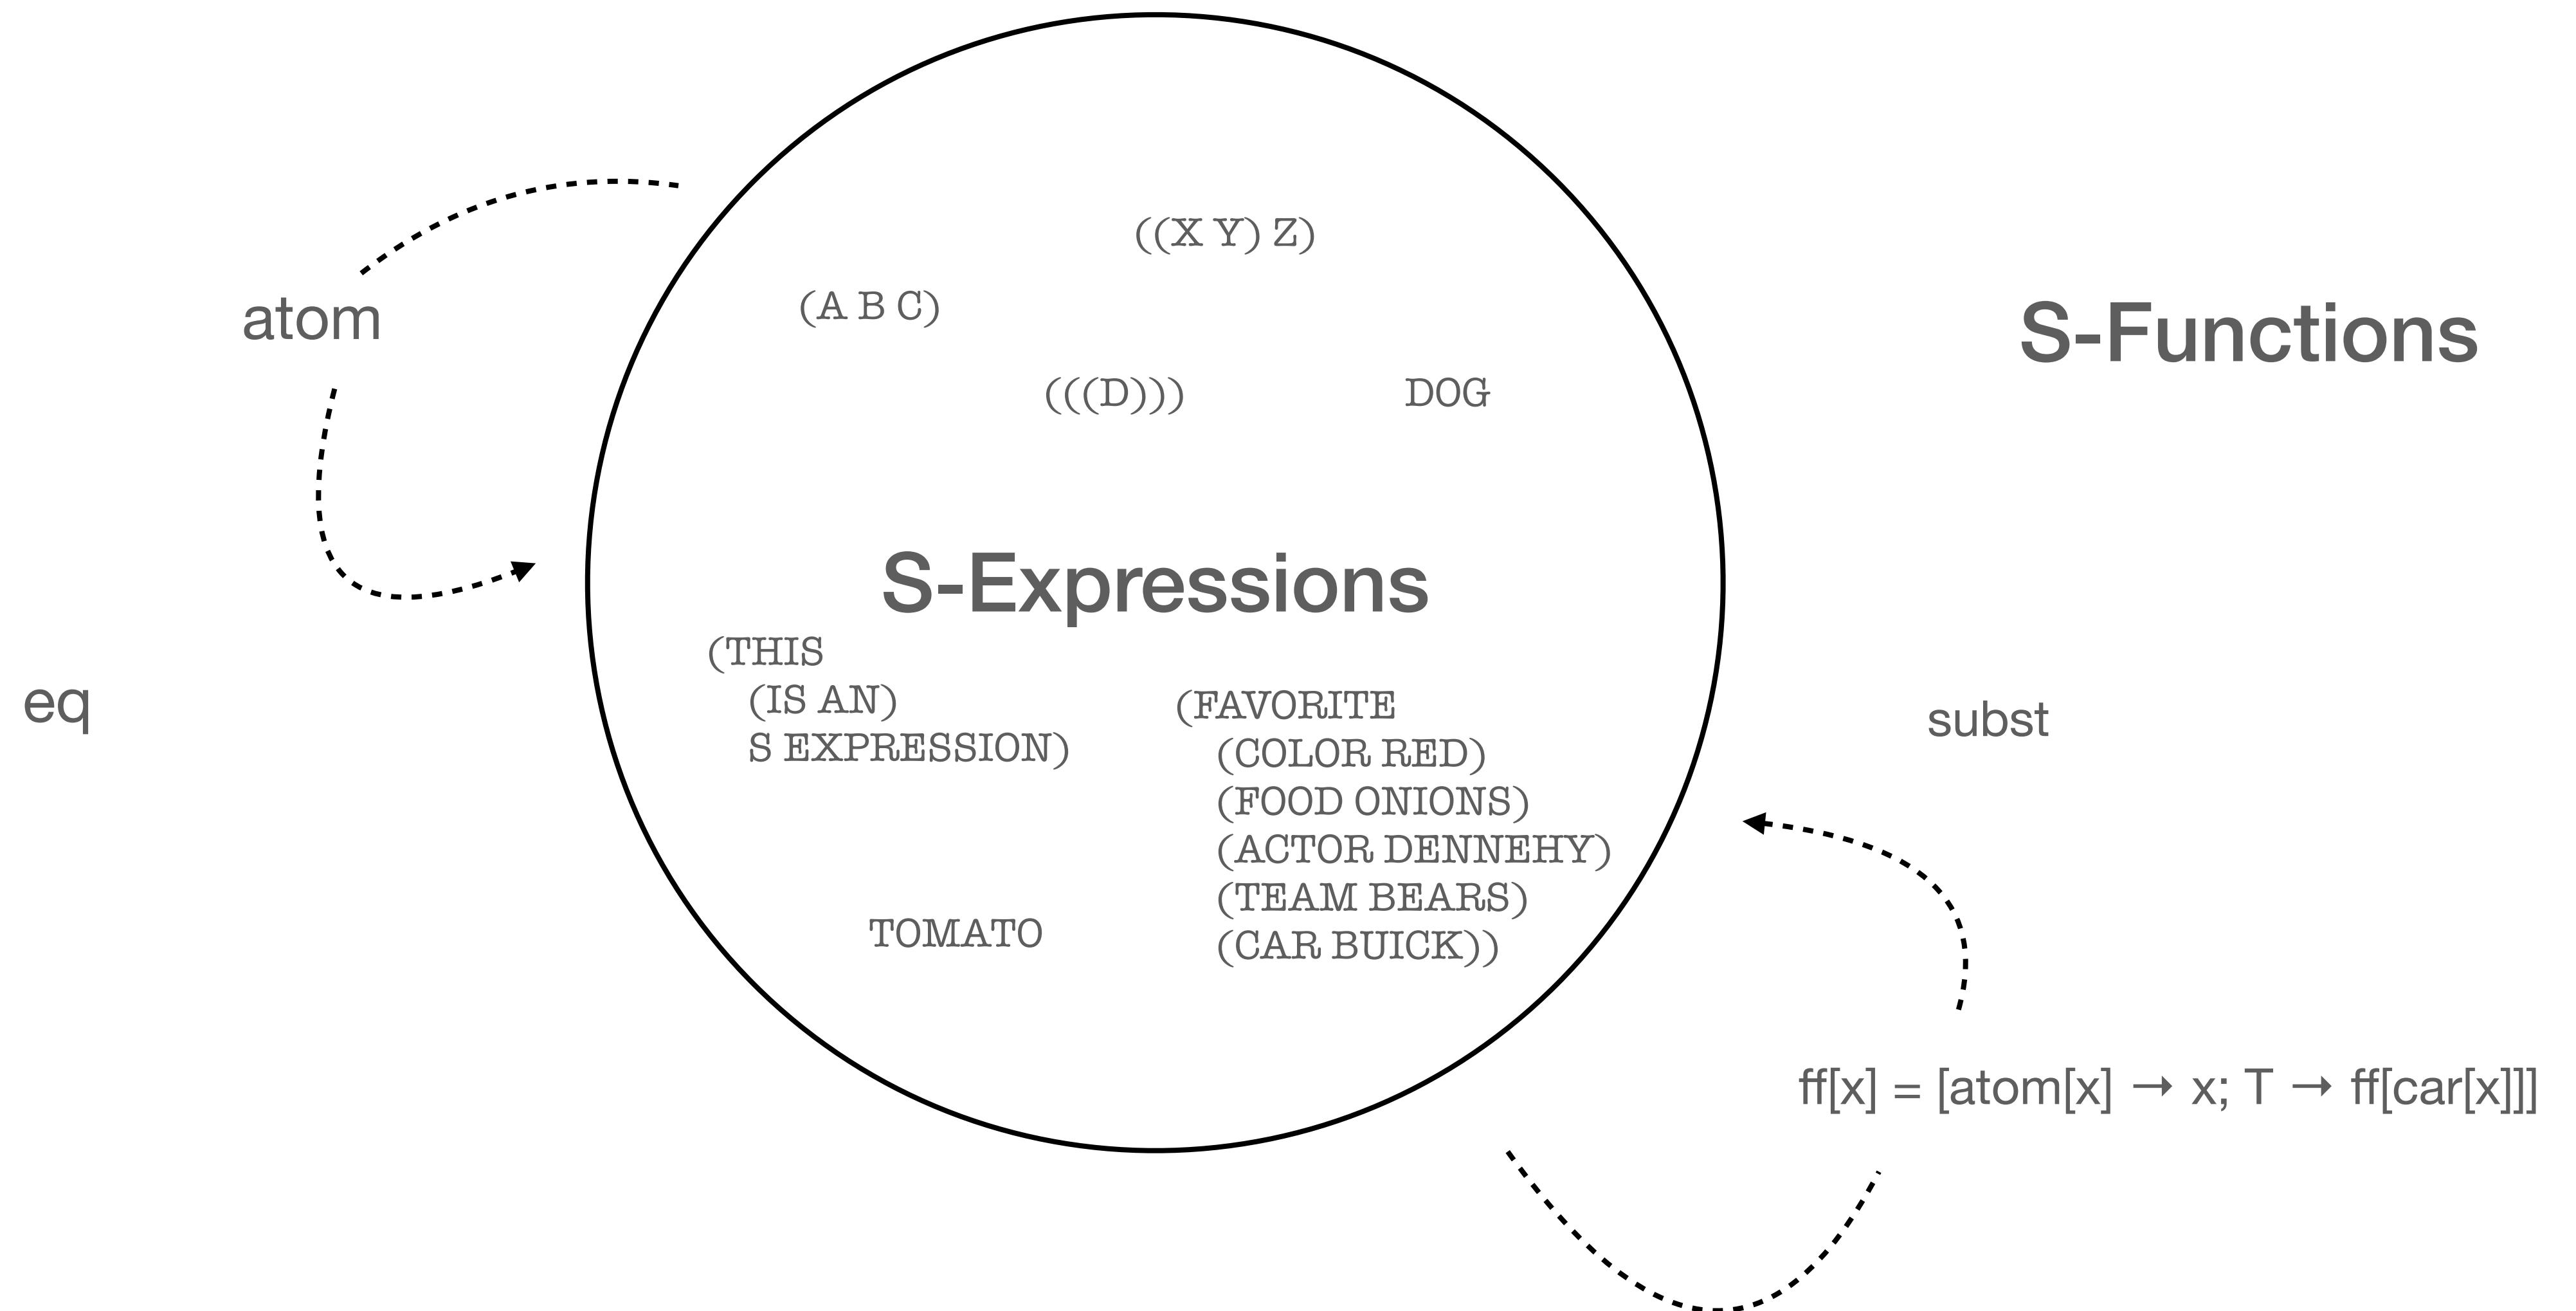 ((X Y) Z)
(A B C)
atom
S-Functions
(((D)))
DOG
S-Expressions
(THIS
(IS AN)
S EXPRESSION)
eq
(FAVORITE
(COLOR RED)
(FOOD ONIONS)
(ACTOR DENNEHY)
(TEAM BEARS)
(CAR BUICK))
subst
TOMATO
ff[x] = [atom[x] → x; T → ff[car[x]]]